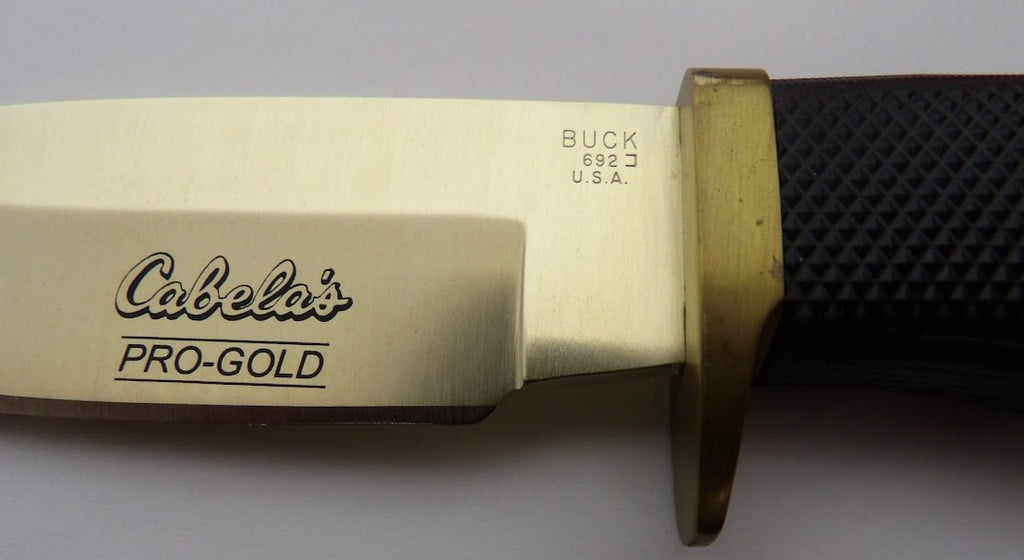 BUCK
692 ⊐
U.S.A.
Cabela's
PRO-GOLD